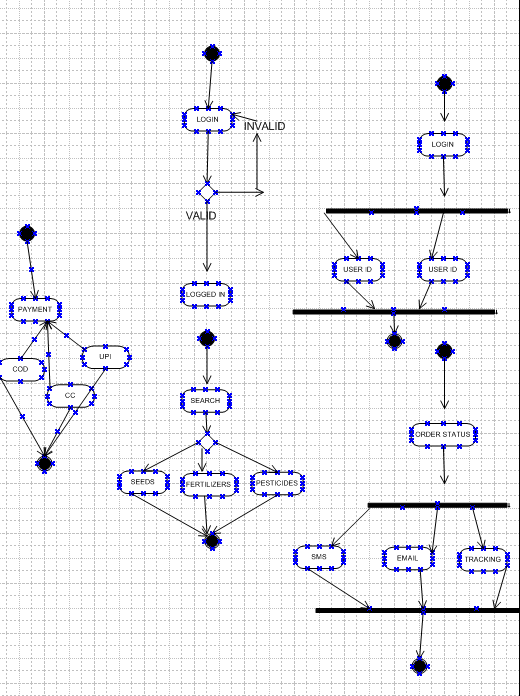 LOGIN
INVALID
VALID
LOGGED IN
SEARCH
SEEDS
FERTILIZERS
PESTICIDES
PAYMENT
COD
UPI
CC
LOGIN
USER ID
USER ID
ORDER STATUS
SMS
EMAIL
TRACKING